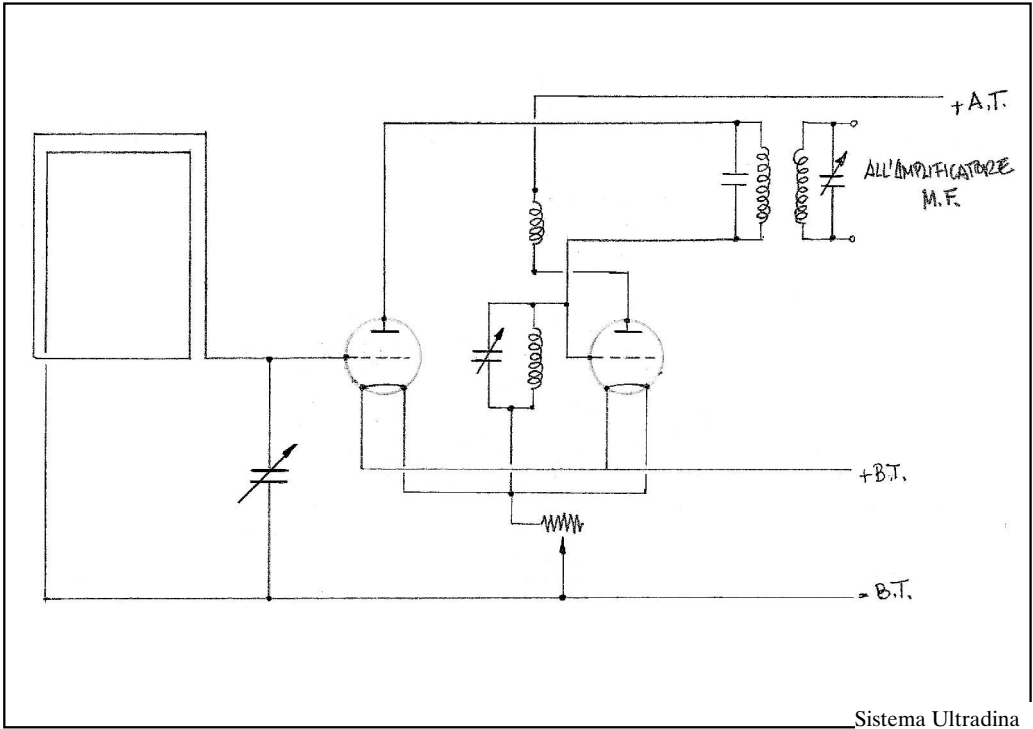 + A.T.
ALL'AMPLIFICATORE
M.F.
+B.T.
- B.T.
Sistema Ultradina